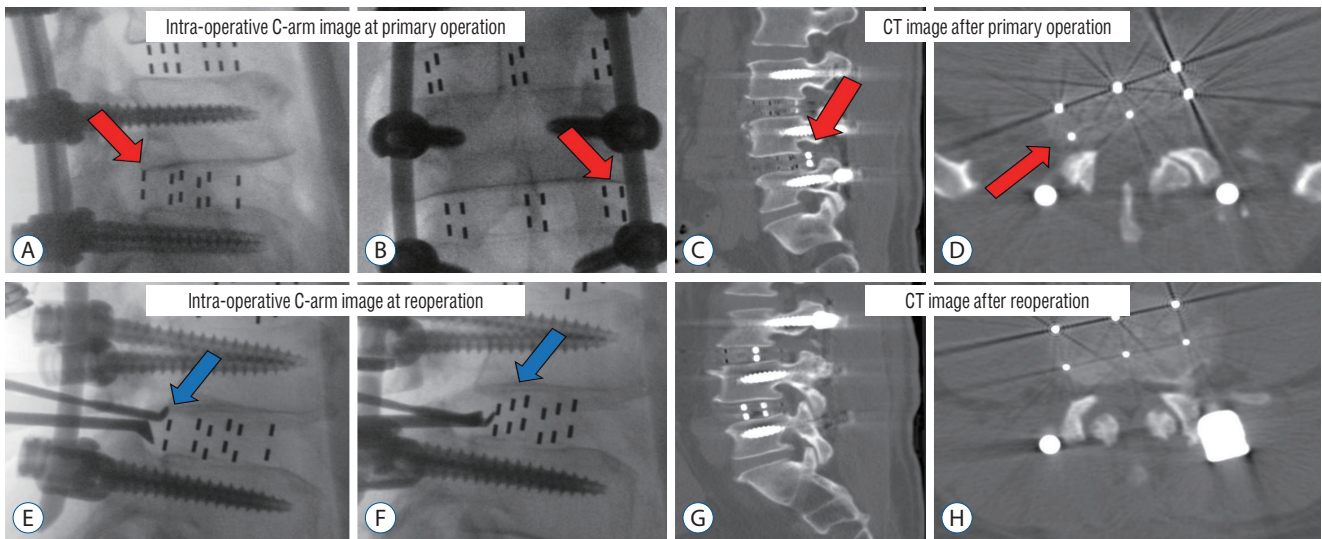 Intra-operative C-arm image at primary operation
CT image after primary operation
A
B
C
D
Intra-operative C-arm image at reoperation
CT image after reoperation
E
F
G
H